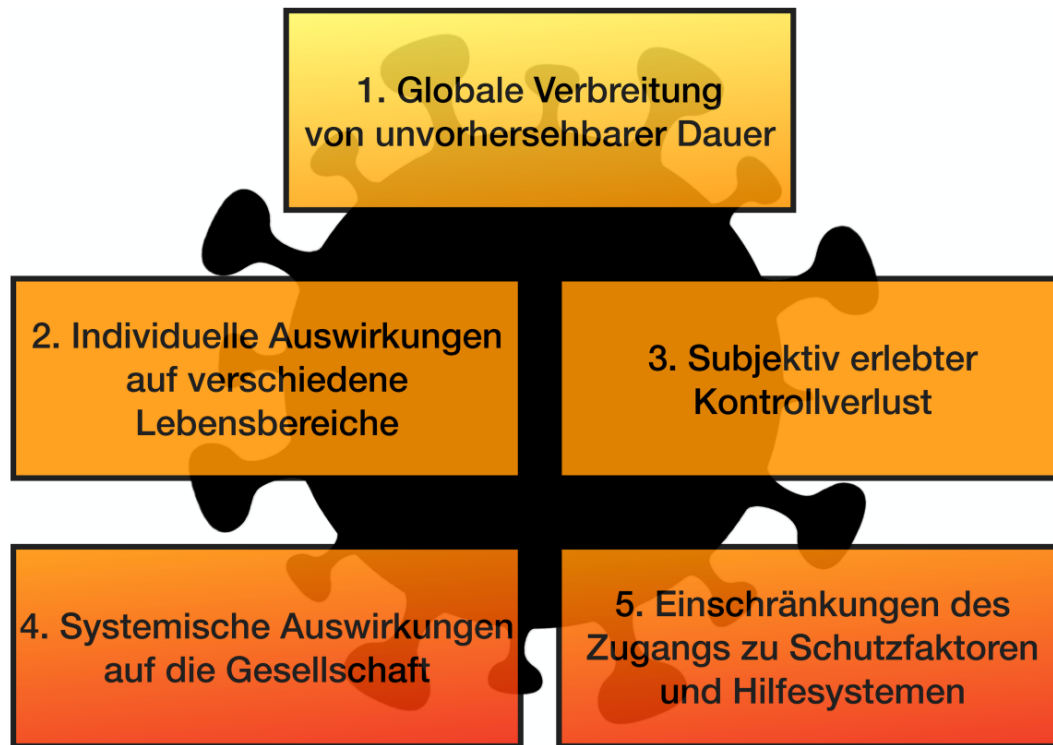 1. Globale Verbreitung
von unvorhersehbarer Dauer
2. Individuelle Auswirkungen
auf verschiedene
Lebensbereiche
3. Subjektiv erlebter
Kontrollverlust
4. Systemische Auswirkungen
auf die Gesellschaft
5. Einschränkungen des
Zugangs zu Schutzfaktoren
und Hilfesystemen